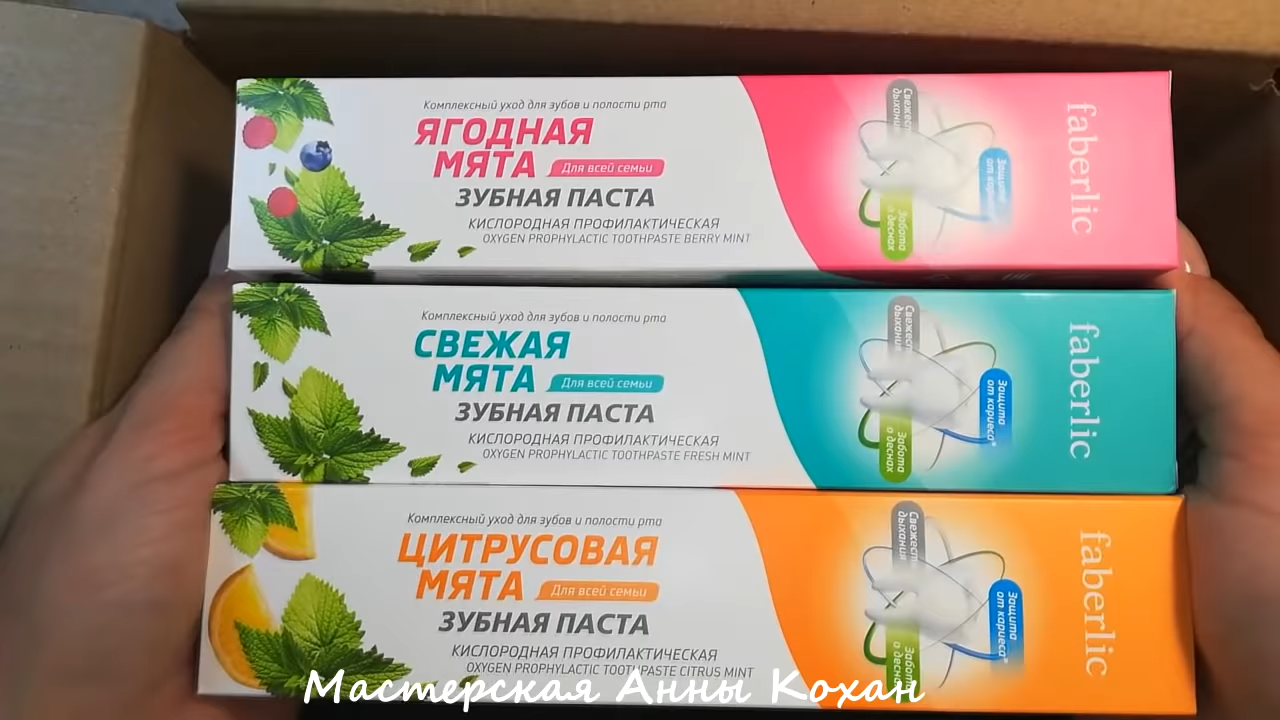 Комплексный уход для зубов и полости рта
ЯГОДНАЯ
МЯТА
Для всей семьи
ЗУБНАЯ ПАСТА
КИСЛОРОДНАЯ ПРОФИЛАКТИЧЕСКАЯ
OXYGEN PROPHYLACTIC TOOTHPASTE BERRY MINT
Свежесть
дыхания
Защита
от кариеса*
Забота
о деснах
faberlic
Комплексный уход для зубов и полости рта
СВЕЖАЯ
МЯТА
Для всей семьи
ЗУБНАЯ ПАСТА
КИСЛОРОДНАЯ ПРОФИЛАКТИЧЕСКАЯ
OXYGEN PROPHYLACTIC TOOTHPASTE FRESH MINT
Свежесть
дыхания
Защита
от кариеса*
Забота
о деснах
faberlic
Комплексный уход для зубов и полости рта
ЦИТРУСОВАЯ
МЯТА
Для всей семьи
ЗУБНАЯ ПАСТА
КИСЛОРОДНАЯ ПРОФИЛАКТИЧЕСКАЯ
OXYGEN PROPHYLACTIC TOOTHPASTE CITRUS MINT
Свежесть
дыхания
Защита
от кариеса*
Забота
о деснах
faberlic
Мастерская Анны Кохан